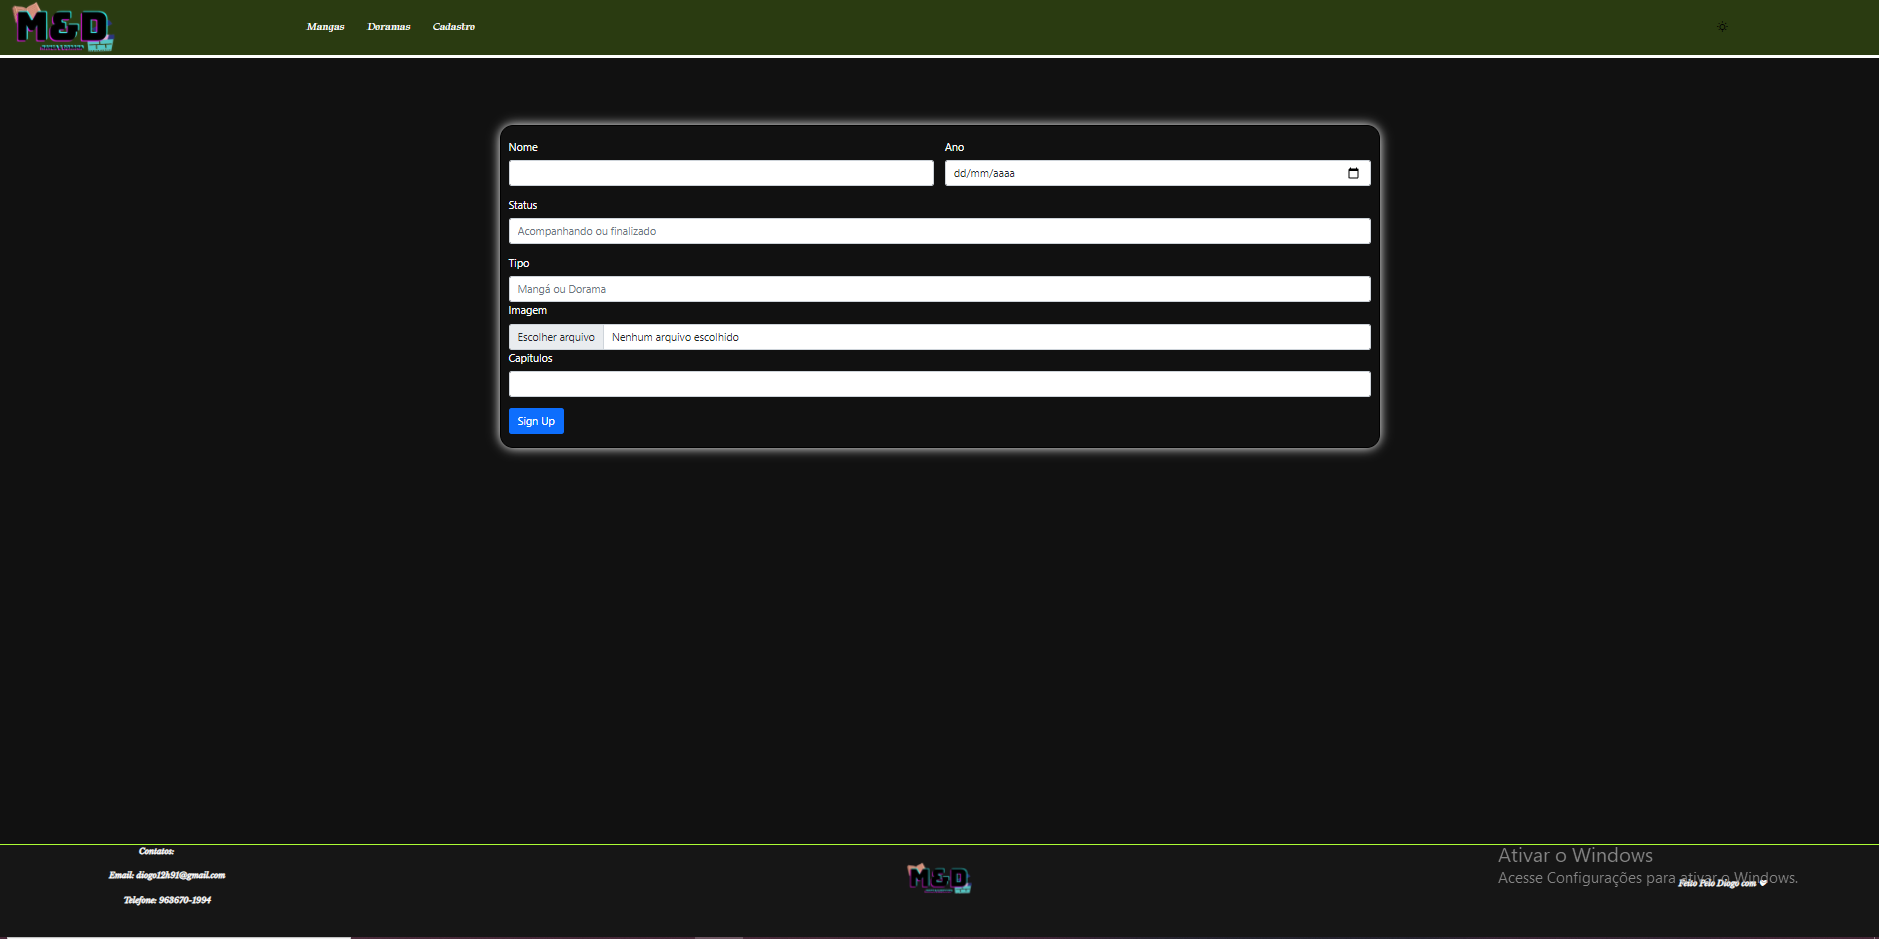 M&D
Mangas Doramas Cadastro
Nome Ano
dd/mm/aaaa
Status
Acompanhando ou finalizado
Tipo
Mangá ou Dorama
Imagem
Escolher arquivo Nenhum arquivo escolhido
Capitulos
Sign Up
Contatos:
Email: diogo12h91@gmail.com
Telefone: 963670-1994
M&D
Ativar o Windows
Acesse Configurações para ativar o Windows.
Feito Pelo Diogo com